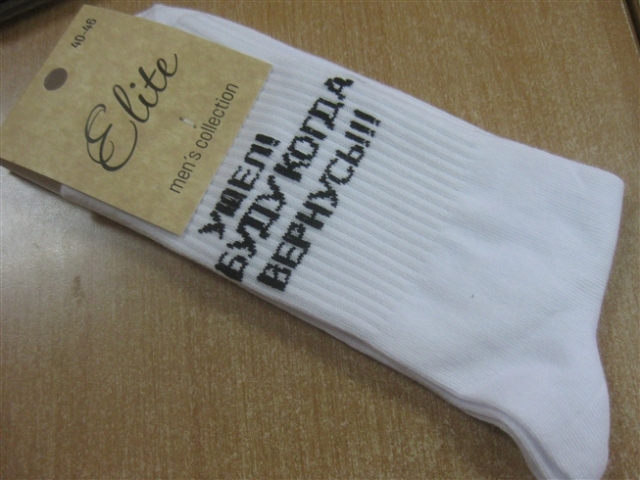 40-46
Elite
men's collection
УШЕЛ!
БУДУ КОГДА
ВЕРНУСЬ!!!